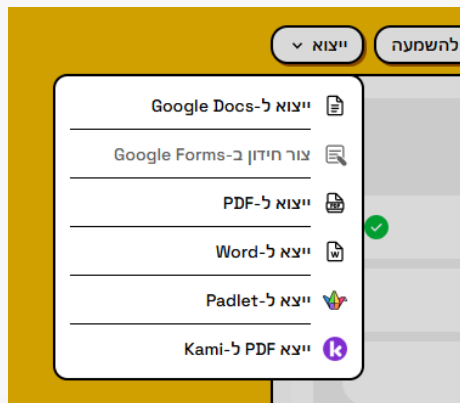 להשמעה
ייצוא
ייצוא ל-Google Docs
צור חידון ב-Google Forms
ייצוא ל-PDF
ייצא ל-Word
ייצא ל-Padlet
ייצא PDF ל-Kami